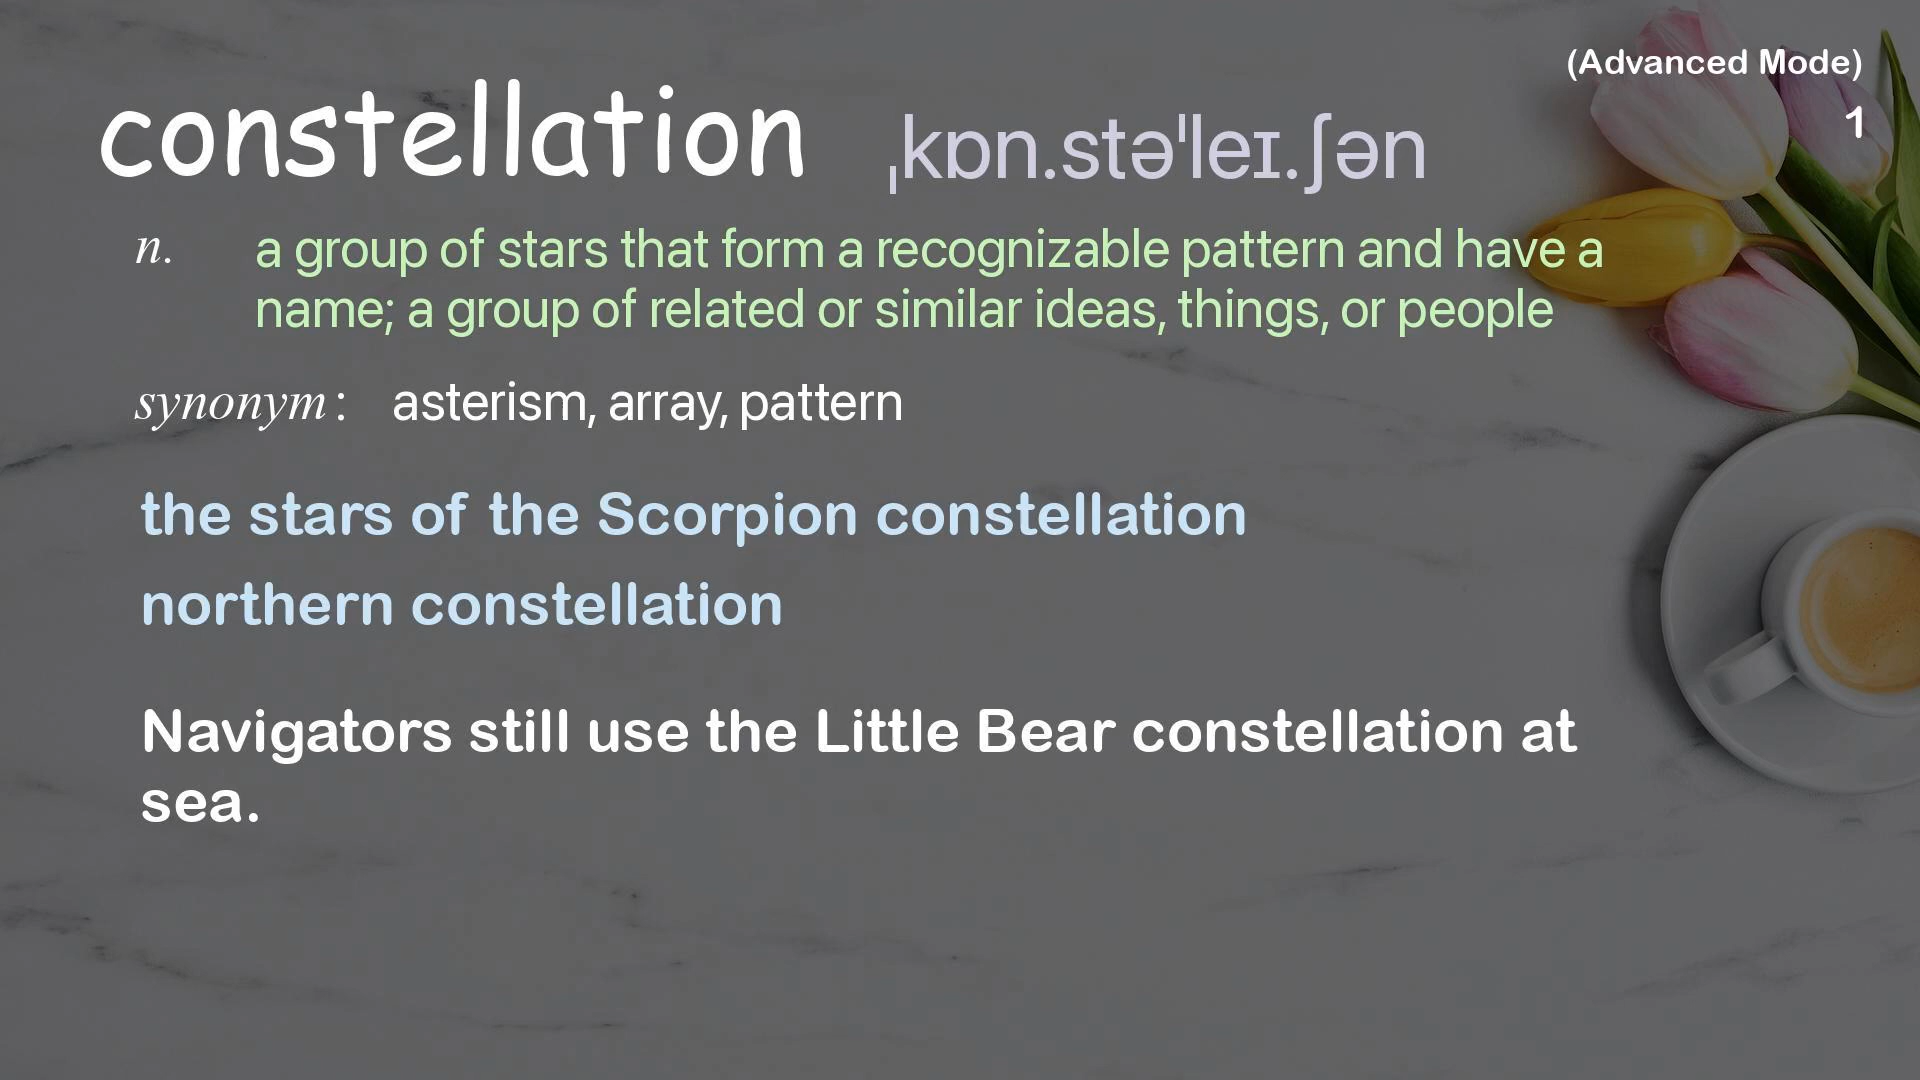 (Advanced Mode)
1
constellation ˌkɒn.stəˈleɪ.ʃən
n. a group of stars that form a recognizable pattern and have a
name; a group of related or similar ideas, things, or people
synonym: asterism, array, pattern
the stars of the Scorpion constellation
northern constellation
Navigators still use the Little Bear constellation at
sea.